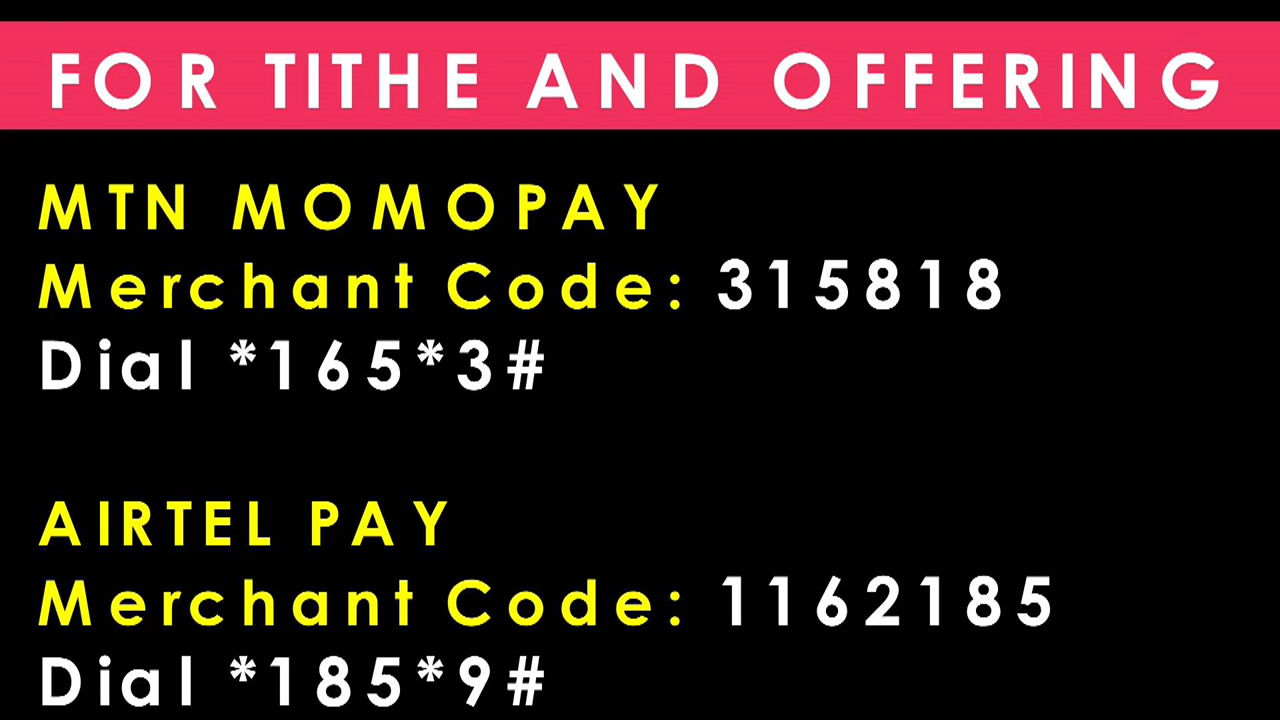 FOR TITHE AND OFFERING
MTN MOMOPAY
Merchant Code: 315818
Dial *165*3#
AIRTEL PAY
Merchant Code: 1162185
Dial *185*9#